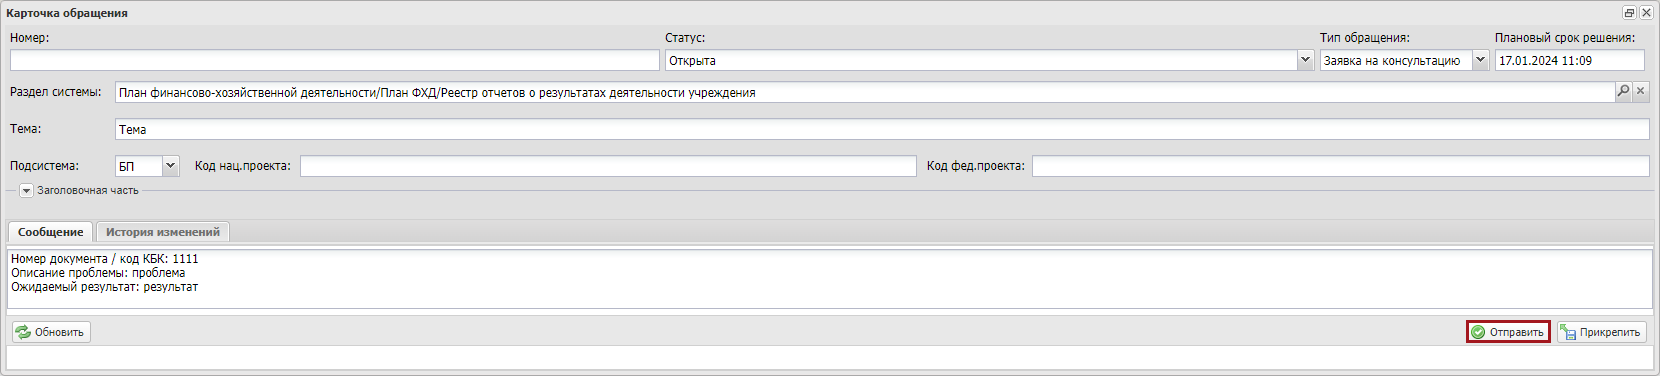 Карточка обращения
Номер: Статус: Тип обращения: Плановый срок решения:
Открыта Заявка на консультацию 17.01.2024 11:09
Раздел системы: План финансово-хозяйственной деятельности/План ФХД/Реестр отчетов о результатах деятельности учреждения
Тема: Тема
Подсистема: БП Код нац.проекта: Код фед.проекта:
Заголовочная часть
Сообщение История изменений
Номер документа / код КБК: 1111
Описание проблемы: проблема
Ожидаемый результат: результат
Обновить Отправить Прикрепить